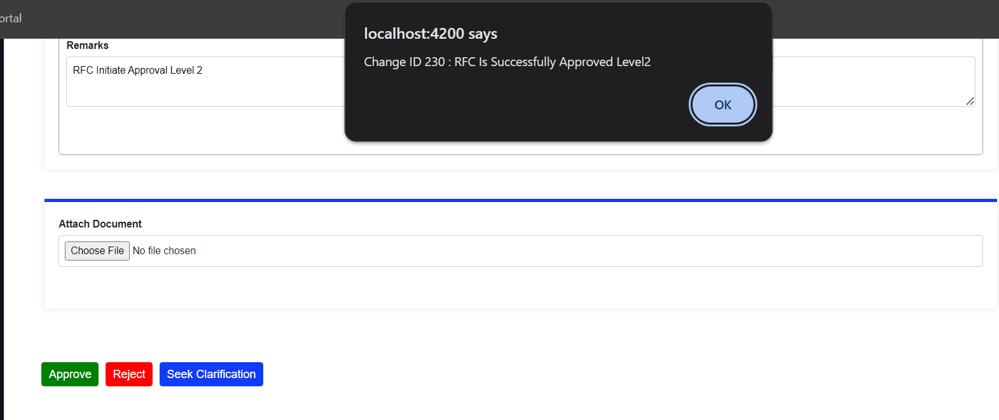 ortal
localhost:4200 says
Change ID 230 : RFC Is Successfully Approved Level2
OK
Remarks
RFC Initiate Approval Level 2
Attach Document
Choose File No file chosen
Approve Reject Seek Clarification